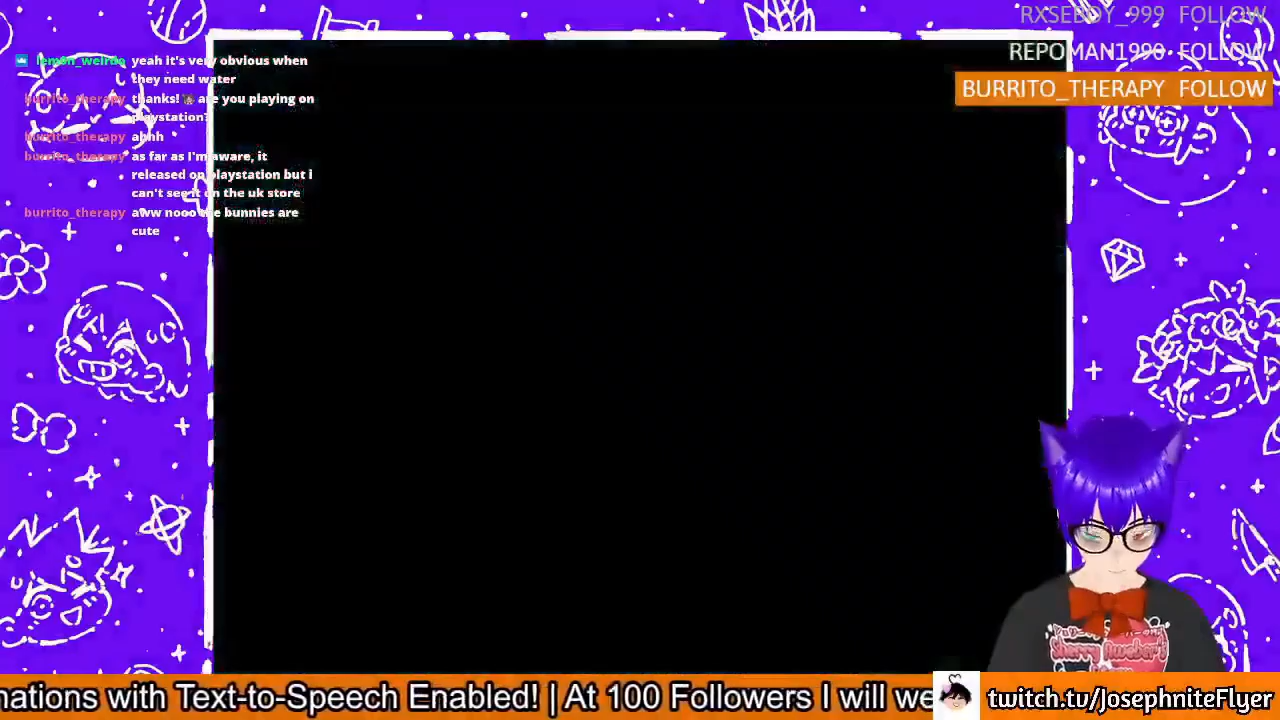 RXSEBOY_999 FOLLOW
REPOMAN1990 FOLLOW
BURRITO_THERAPY FOLLOW
lemon_weirdo yeah it's very obvious when
they need water
burrito_therapy thanks! are you playing on
playstation?
burrito_therapy ahhh
burrito_therapy as far as I'm aware, it
released on playstation but i
can't see it on the uk store
burrito_therapy aww nooo the bunnies are
cute
nations with Text-to-Speech Enabled! | At 100 Followers I will we
twitch.tv/JosephniteFlyer